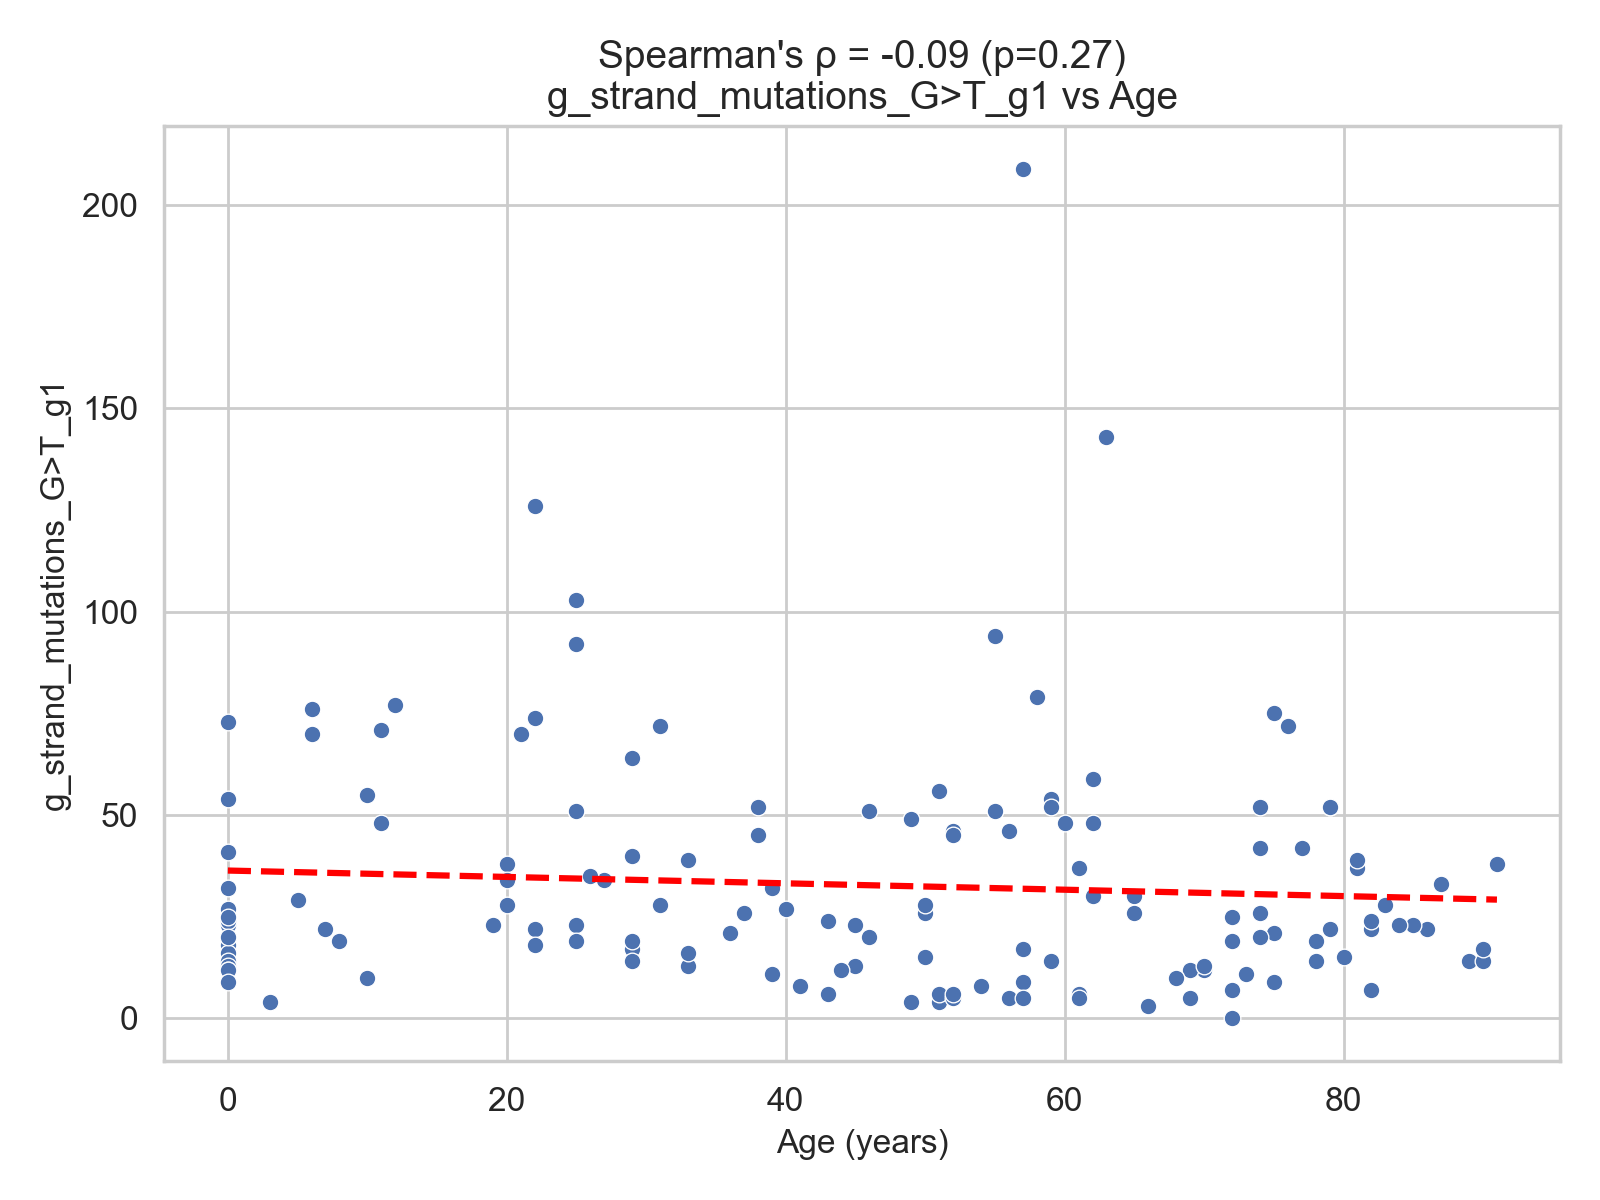 Spearman's ρ = -0.09 (p=0.27)
g_strand_mutations_G>T_g1 vs Age
g_strand_mutations_G>T_g1
200
150
100
50
0
0 20 40 60 80
Age (years)